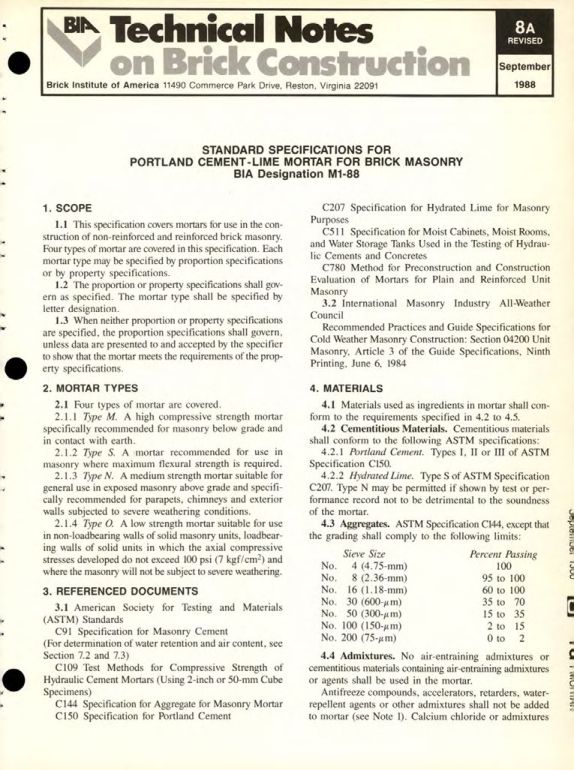 BIA Technical Notes
on Brick Construction
Brick Institute of America 11490 Commerce Park Drive, Reston, Virginia 22091
8A
REVISED
September
1988
STANDARD SPECIFICATIONS FOR
PORTLAND CEMENT-LIME MORTAR FOR BRICK MASONRY
BIA Designation M1-88
1. SCOPE
1.1 This specification covers mortars for use in the con-
struction of non-reinforced and reinforced brick masonry.
Four types of mortar are covered in this specification. Each
mortar type may be specified by proportion specifications
or by property specifications.
1.2 The proportion or property specifications shall gov-
ern as specified. The mortar type shall be specified by
letter designation.
1.3 When neither proportion or property specifications
are specified, the proportion specifications shall govern,
unless data are presented to and accepted by the specifier
to show that the mortar meets the requirements of the prop-
erty specifications.
2. MORTAR TYPES
2.1 Four types of mortar are covered.
2.1.1 Type M. A high compressive strength mortar
specifically recommended for masonry below grade and
in contact with earth.
2.1.2 Type S. A mortar recommended for use in
masonry where maximum flexural strength is required.
2.1.3 Type N. A medium strength mortar suitable for
general use in exposed masonry above grade and specifi-
cally recommended for parapets, chimneys and exterior
walls subjected to severe weathering conditions.
2.1.4 Type O. A low strength mortar suitable for use
in non-loadbearing walls of solid masonry units, loadbear-
ing walls of solid units in which the axial compressive
stresses developed do not exceed 100 psi (7 kgf/cm²) and
where the masonry will not be subject to severe weathering.
3. REFERENCED DOCUMENTS
3.1 American Society for Testing and Materials
(ASTM) Standards
C91 Specification for Masonry Cement
(For determination of water retention and air content, see
Section 7.2 and 7.3)
C109 Test Methods for Compressive Strength of
Hydraulic Cement Mortars (Using 2-inch or 50-mm Cube
Specimens)
C144 Specification for Aggregate for Masonry Mortar
C150 Specification for Portland Cement
C207 Specification for Hydrated Lime for Masonry
Purposes
C511 Specification for Moist Cabinets, Moist Rooms,
and Water Storage Tanks Used in the Testing of Hydrau-
lic Cements and Concretes
C780 Method for Preconstruction and Construction
Evaluation of Mortars for Plain and Reinforced Unit
Masonry
3.2 International Masonry Industry All-Weather
Council
Recommended Practices and Guide Specifications for
Cold Weather Masonry Construction: Section 04200 Unit
Masonry, Article 3 of the Guide Specifications, Ninth
Printing, June 6, 1984
4. MATERIALS
4.1 Materials used as ingredients in mortar shall con-
form to the requirements specified in 4.2 to 4.5.
4.2 Cementitious Materials. Cementitious materials
shall conform to the following ASTM specifications:
4.2.1 Portland Cement. Types I, II or III of ASTM
Specification C150.
4.2.2 Hydrated Lime. Type S of ASTM Specification
C207. Type N may be permitted if shown by test or per-
formance record not to be detrimental to the soundness
of the mortar.
4.3 Aggregates. ASTM Specification C144, except that
the grading shall comply to the following limits:
Sieve Size Percent Passing
No. 4 (4.75-mm) 100
No. 8 (2.36-mm) 95 to 100
No. 16 (1.18-mm) 60 to 100
No. 30 (600-μm) 35 to 70
No. 50 (300-μm) 15 to 35
No. 100 (150-μm) 2 to 15
No. 200 (75-μm) 0 to 2
4.4 Admixtures. No air-entraining admixtures or
cementitious materials containing air-entraining admixtures
or agents shall be used in the mortar.
Antifreeze compounds, accelerators, retarders, water-
repellent agents or other admixtures shall not be added
to mortar (see Note 1). Calcium chloride or admixtures